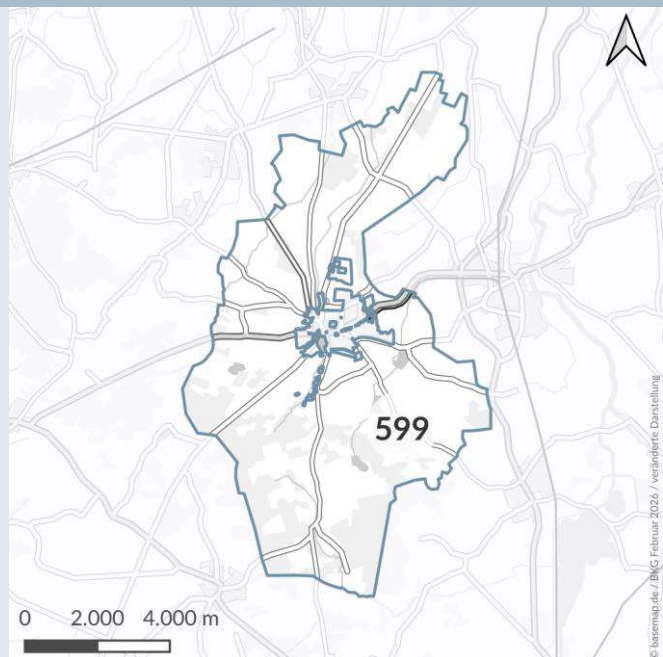 599
0 2.000 4.000 m
© basemap.de / BKG Februar 2026 / veränderte Darstellung